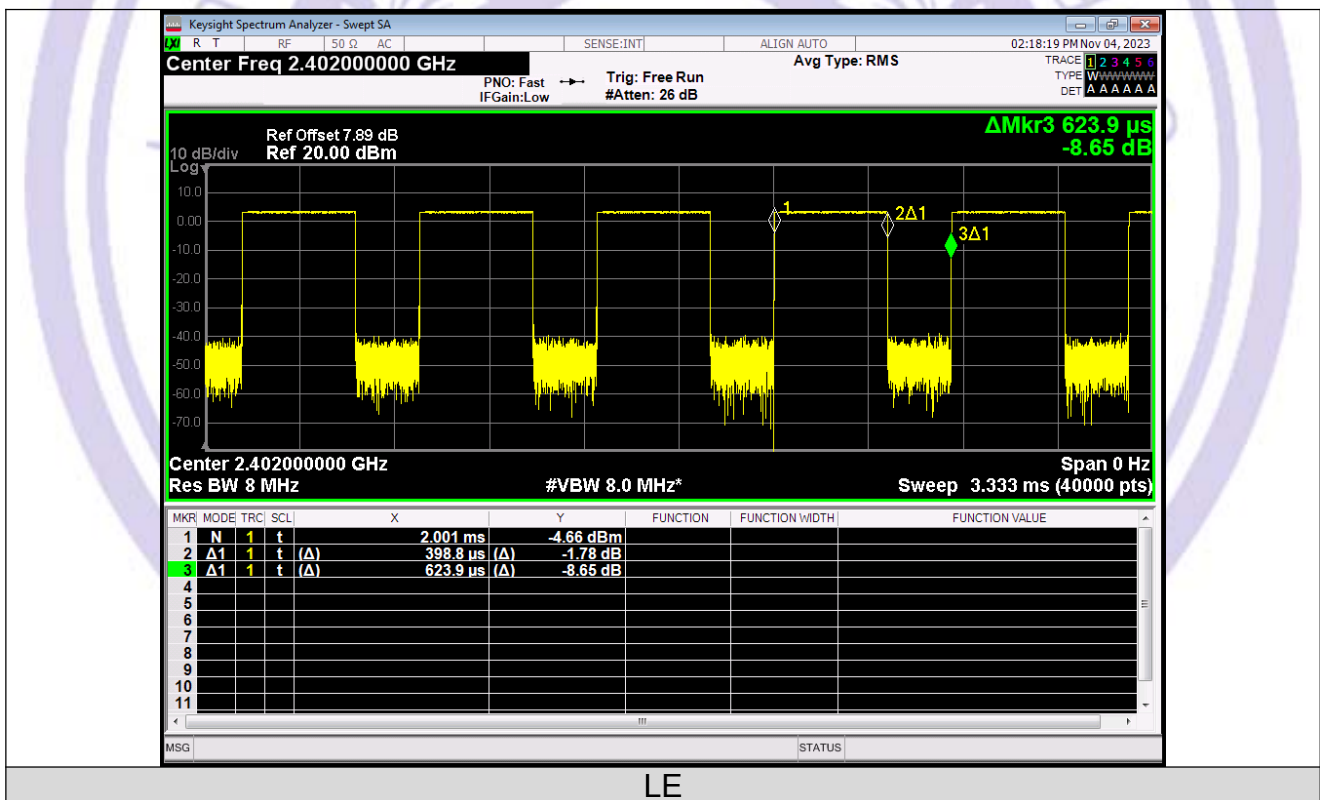 Keysight Spectrum Analyzer - Swept SA
LXI R T RF 50 Ω AC SENSE:INT ALIGN AUTO 02:18:19 PM Nov 04, 2023
Center Freq 2.402000000 GHz Avg Type: RMS TRACE 1 2 3 4 5 6
PNO: Fast Trig: Free Run TYPE WWWWWW
IFGain:Low #Atten: 26 dB DET A A A A A A
ΔMkr3 623.9 µs
Ref Offset 7.89 dB
10 dB/div Ref 20.00 dBm -8.65 dB
Log
10.0
1
0.00
2Δ1
3Δ1
-10.0
-20.0
-30.0
-40.0
-50.0
-60.0
-70.0
Center 2.402000000 GHz Span 0 Hz
Res BW 8 MHz #VBW 8.0 MHz* Sweep 3.333 ms (40000 pts)
MKR MODE TRC SCL X Y FUNCTION FUNCTION WIDTH FUNCTION VALUE
1 N 1 t 2.001 ms -4.66 dBm
2 Δ1 1 t (Δ) 398.8 µs (Δ) -1.78 dB
3 Δ1 1 t (Δ) 623.9 µs (Δ) -8.65 dB
4
5
6
7
8
9
10
11
MSG STATUS
LE